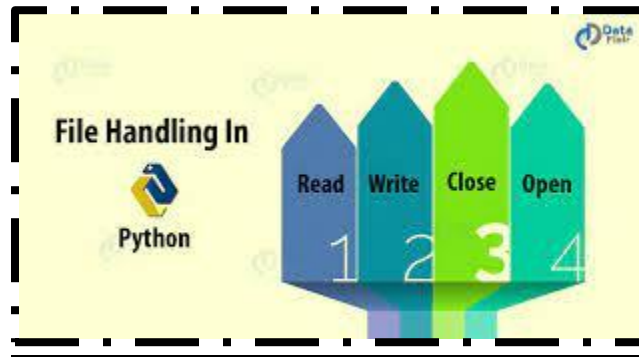 Data
Flair
File Handling In
Python
Read Write Close Open
1 2 3 4